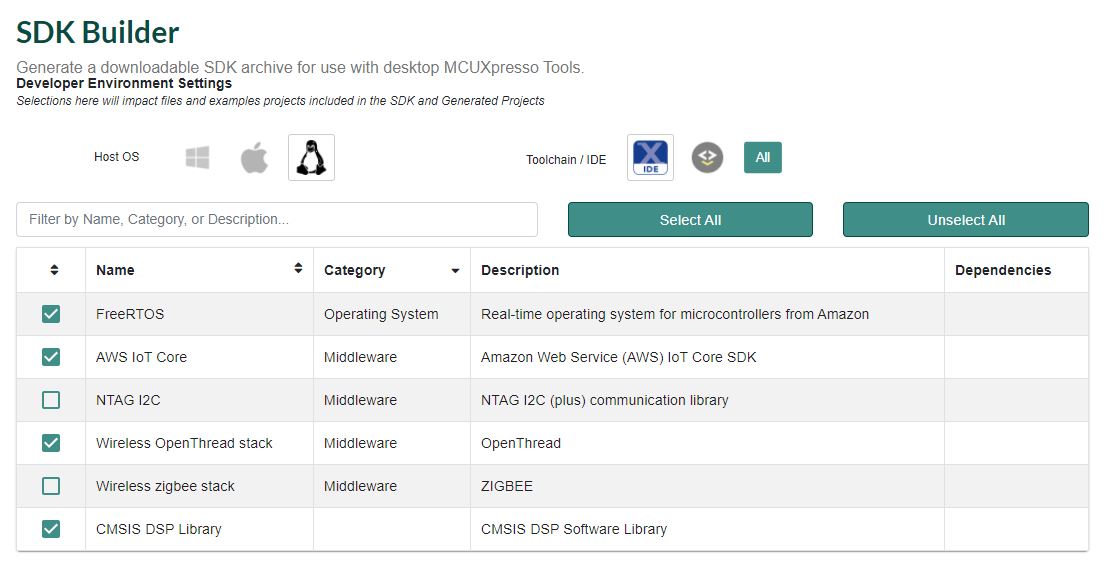 SDK Builder
Generate a downloadable SDK archive for use with desktop MCUXpresso Tools.
Developer Environment Settings
Selections here will impact files and examples projects included in the SDK and Generated Projects
Host OS Toolchain / IDE X IDE All
Filter by Name, Category, or Description... Select All Unselect All
Name Category Description Dependencies
FreeRTOS Operating System Real-time operating system for microcontrollers from Amazon
AWS IoT Core Middleware Amazon Web Service (AWS) IoT Core SDK
NTAG I2C Middleware NTAG I2C (plus) communication library
Wireless OpenThread stack Middleware OpenThread
Wireless zigbee stack Middleware ZIGBEE
CMSIS DSP Library CMSIS DSP Software Library